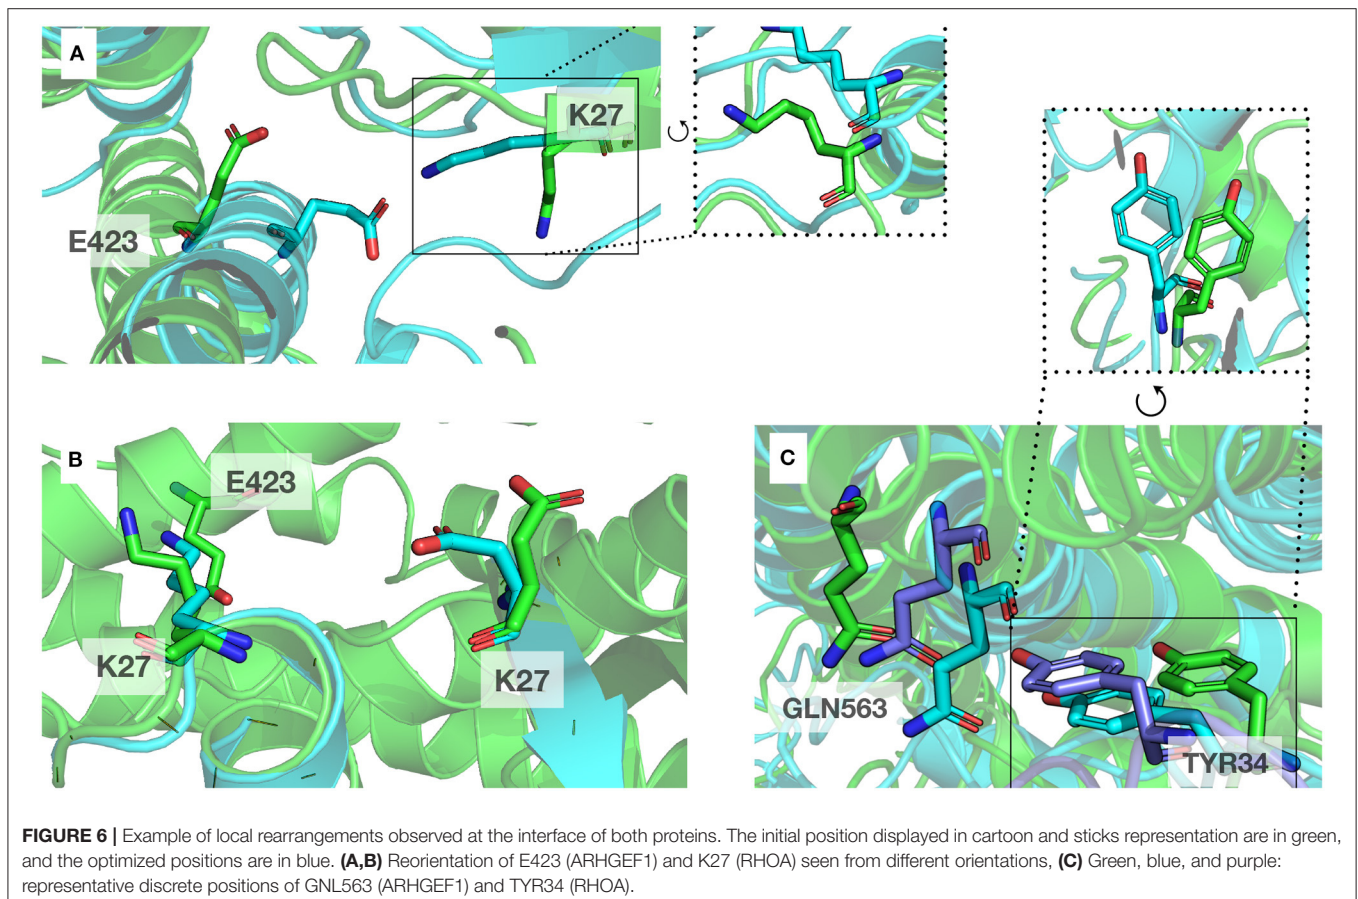 A
K27
E423
B
E423
K27
K27
C
GLN563
TYR34
FIGURE 6 | Example of local rearrangements observed at the interface of both proteins. The initial position displayed in cartoon and sticks representation are in green,
and the optimized positions are in blue. (A,B) Reorientation of E423 (ARHGEF1) and K27 (RHOA) seen from different orientations, (C) Green, blue, and purple:
representative discrete positions of GNL563 (ARHGEF1) and TYR34 (RHOA).